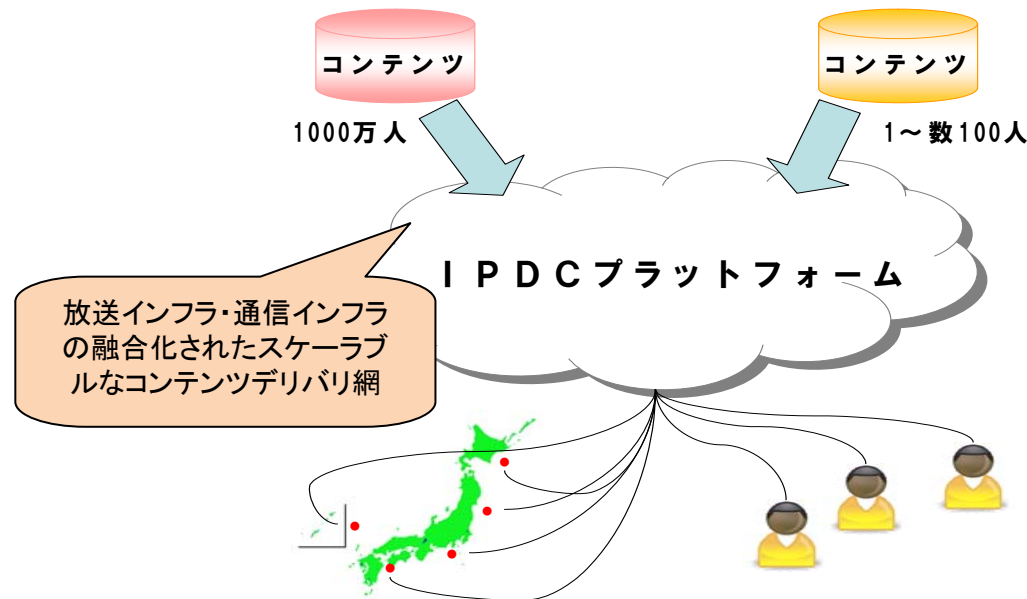 コンテンツ
コンテンツ
1000万人
1～数100人
ＩＰＤＣプラットフォーム
放送インフラ・通信インフラ
の融合化されたスケーラブ
ルなコンテンツデリバリ網